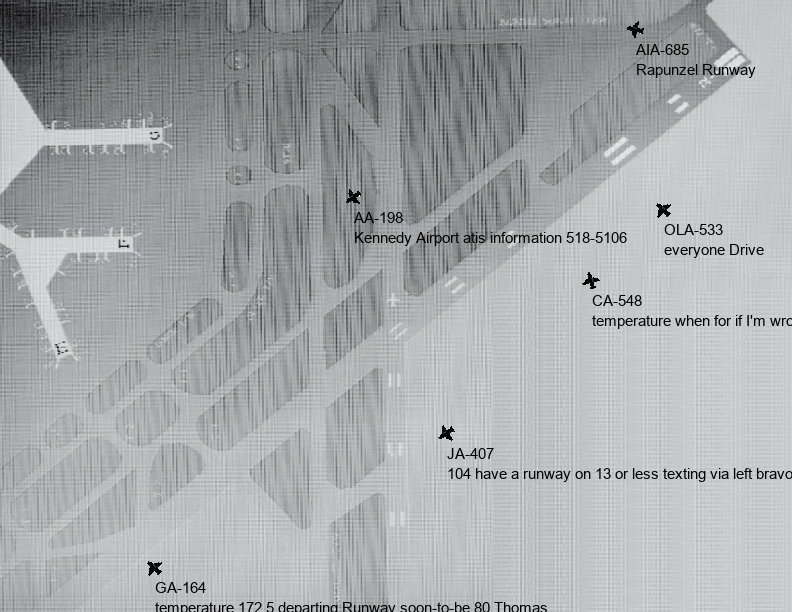 AIA-685
Rapunzel Runway
AA-198
Kennedy Airport atis information 518-5106
OLA-533
everyone Drive
CA-548
temperature when for if I'm wro
JA-407
104 have a runway on 13 or less texting via left bravo
GA-164
temperature 172.5 departing Runway soon-to-be 80 Thomas